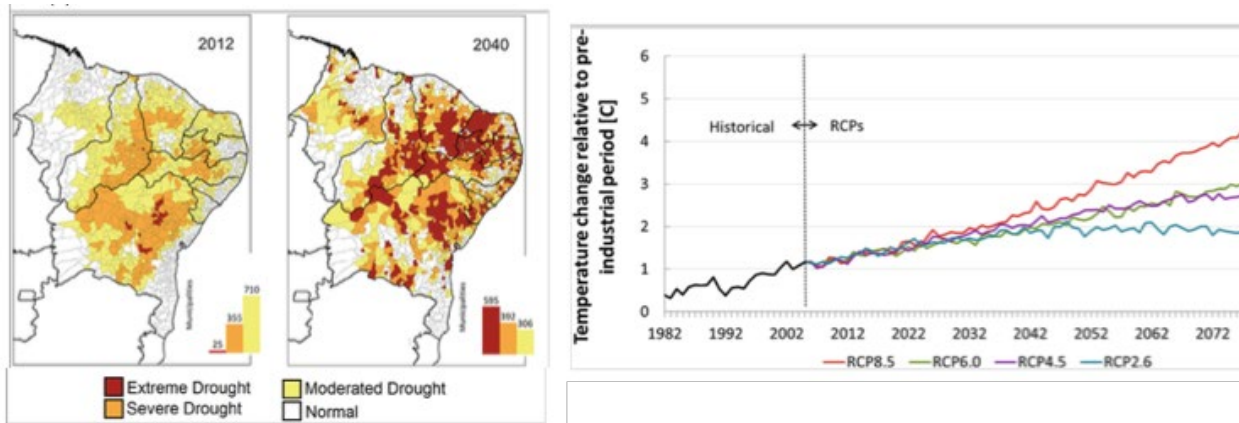 2012
2040
Municipalities
25
355
710
Municipalities
595
392
306
Extreme Drought
Moderated Drought
Severe Drought
Normal
Temperature change relative to pre-
industrial period [C]
6
5
4
3
2
1
0
Historical
RCPs
1982 1992 2002 2012 2022 2032 2042 2052 2062 2072
RCP8.5 RCP6.0 RCP4.5 RCP2.6